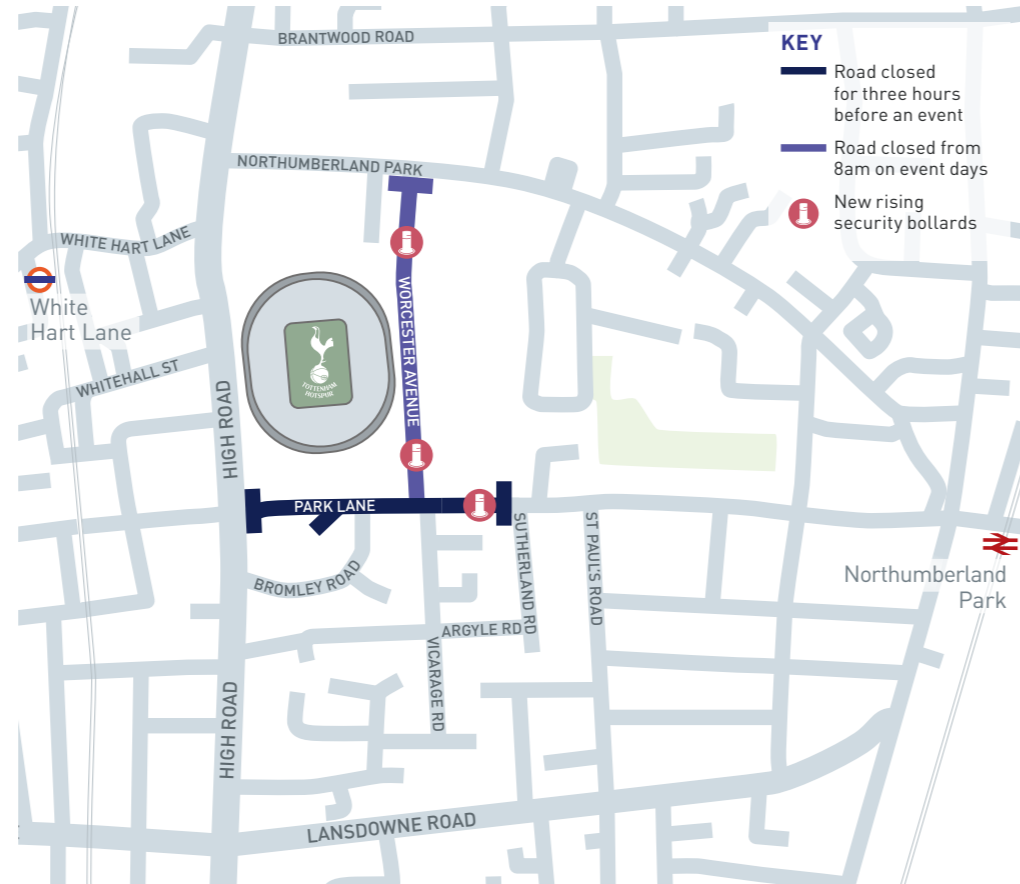 BRANTWOOD ROAD
KEY
Road closed
for three hours
before an event
Road closed from
8am on event days
New rising
security bollards
NORTHUMBERLAND PARK
WHITE HART LANE
White
Hart Lane
WORCESTER AVENUE
TOTTENHAM
HOTSPUR
WHITEHALL ST
HIGH ROAD
PARK LANE
SUTHERLAND RD
ST PAUL'S ROAD
Northumberland
Park
BROMLEY ROAD
ARGYLE RD
VICARAGE RD
HIGH ROAD
LANSDOWNE ROAD